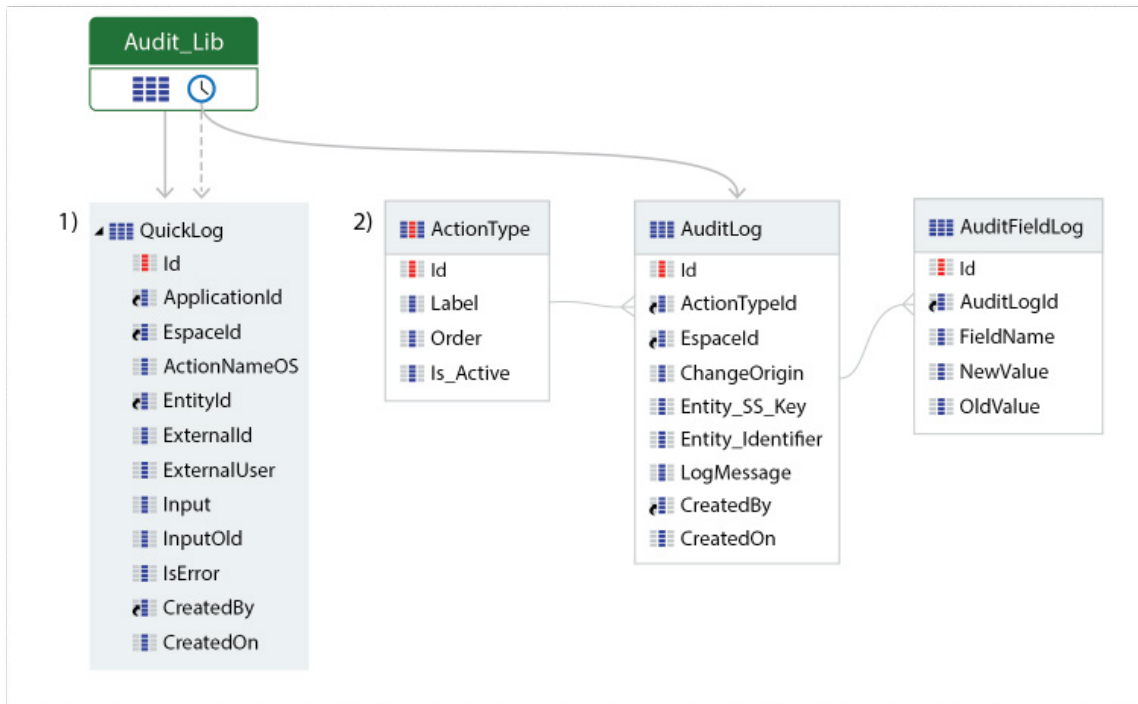 Audit_Lib
1)
QuickLog
Id
ApplicationId
EspaceId
ActionNameOS
EntityId
ExternalId
ExternalUser
Input
InputOld
IsError
CreatedBy
CreatedOn
2)
ActionType
Id
Label
Order
Is_Active
AuditLog
Id
ActionTypeId
EspaceId
ChangeOrigin
Entity_SS_Key
Entity_Identifier
LogMessage
CreatedBy
CreatedOn
AuditFieldLog
Id
AuditLogId
FieldName
NewValue
OldValue